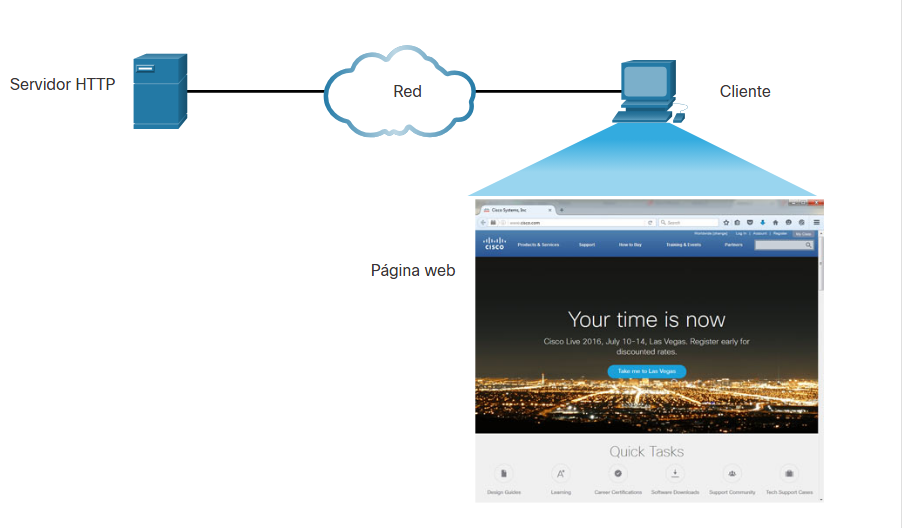 Servidor HTTP
Red
Cliente
Página web
Cisco Systems, Inc
www.cisco.com
Search
Worldwide [change] Log In Account Register My Cisco
CISCO
Products & Services Support How to Buy Training & Events Partners
Your time is now
Cisco Live 2016, July 10-14, Las Vegas. Register early for
discounted rates.
Take me to Las Vegas
Quick Tasks
Design Guides Learning Career Certifications Software Downloads Support Community Tech Support Cases